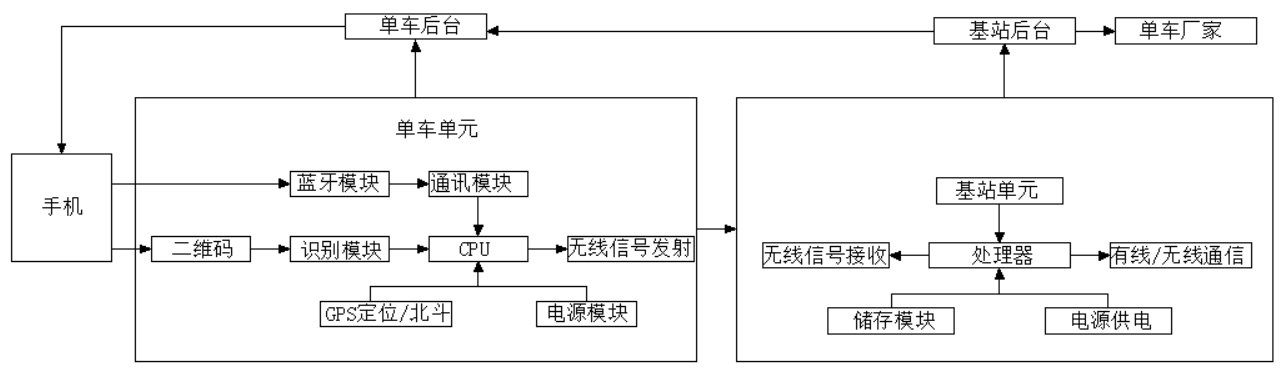 单车后台
基站后台
单车厂家
单车单元
手机
蓝牙模块
通讯模块
基站单元
二维码
识别模块
CPU
无线信号发射
无线信号接收
处理器
有线/无线通信
GPS定位/北斗
电源模块
储存模块
电源供电